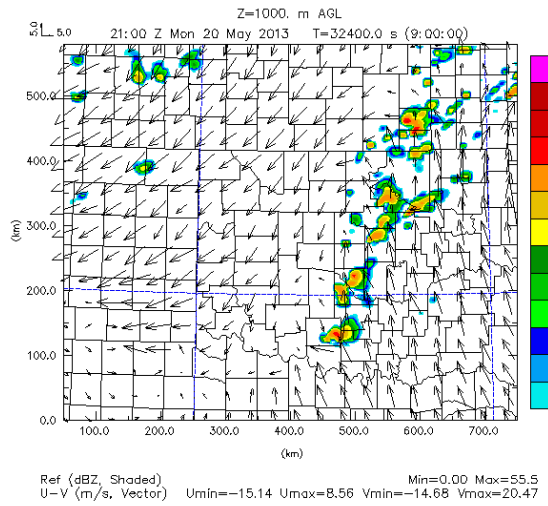 Z=1000. m AGL
5.0
5.0
21:00 Z Mon 20 May 2013 T=32400.0 s (9:00:00)
500.0
400.0
300.0
(km)
200.0
100.0
0.0
100.0 200.0 300.0 400.0 500.0 600.0 700.0
(km)
Ref (dBZ, Shaded) Min=0.00 Max=55.5
U-V (m/s, Vector) Umin=-15.14 Umax=8.56 Vmin=-14.68 Vmax=20.47